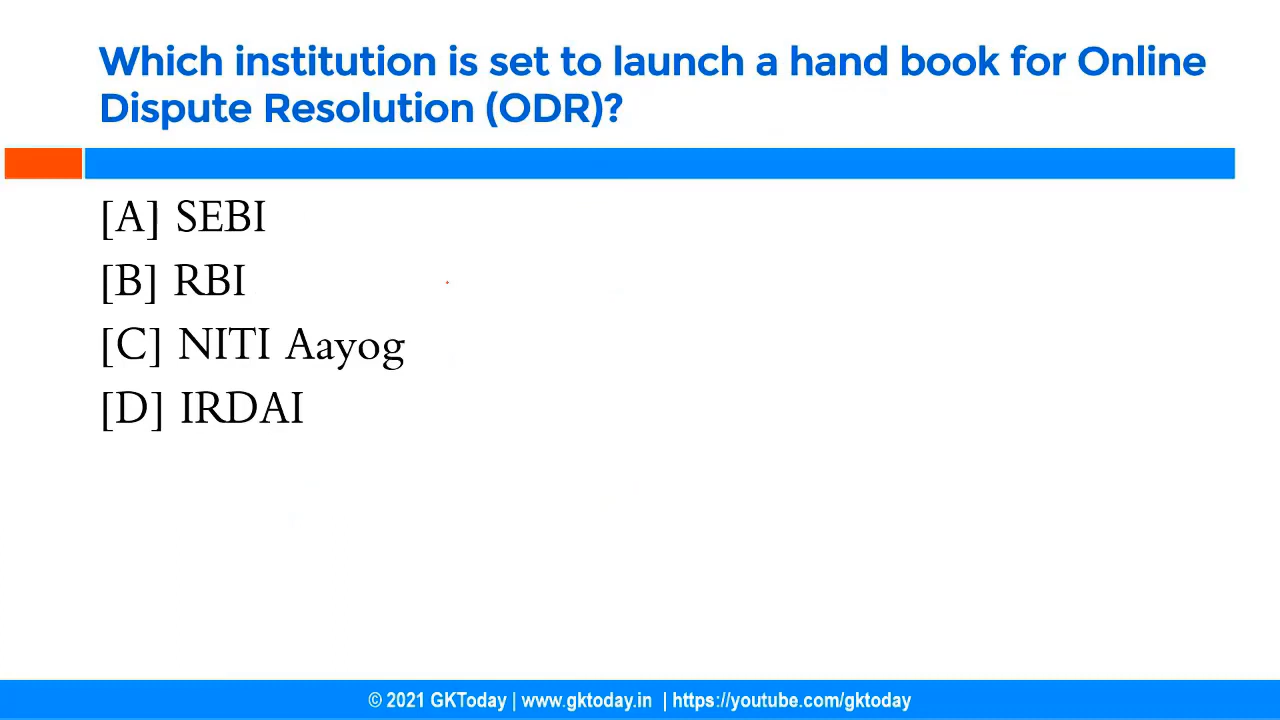 Which institution is set to launch a hand book for Online
Dispute Resolution (ODR)?
[A] SEBI
[B] RBI
[C] NITI Aayog
[D] IRDAI
© 2021 GKToday | www.gktoday.in | https://youtube.com/gktoday